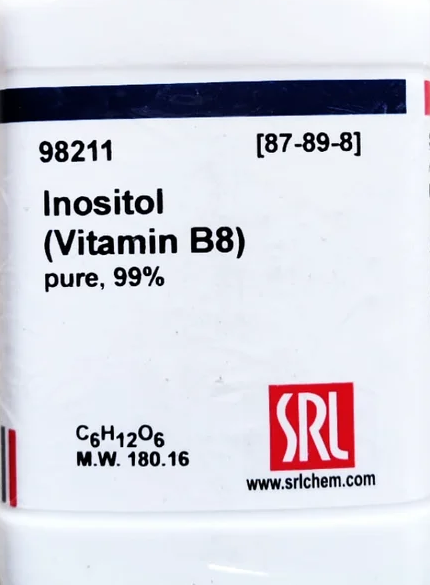 98211 [87-89-8]
Inositol
(Vitamin B8)
pure, 99%
C₆H₁₂O₆
M.W. 180.16
SRL
www.srlchem.com